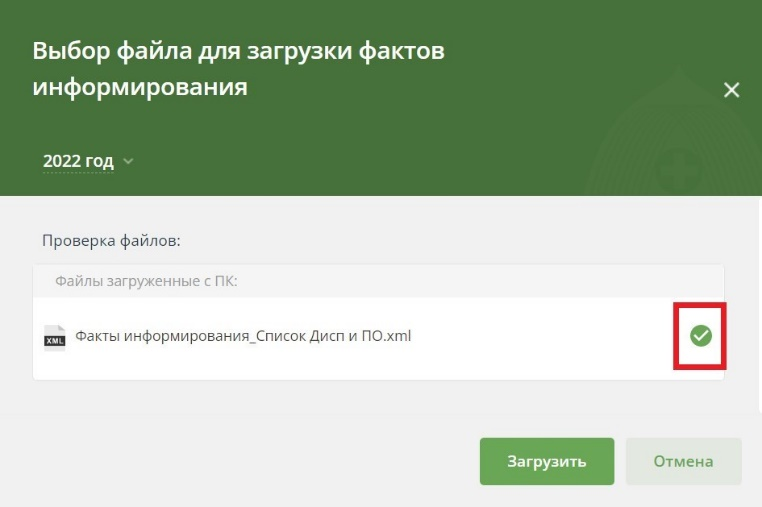 Выбор файла для загрузки фактов
информирования
2022 год
Проверка файлов:
Файлы загруженные с ПК:
XML Факты информирования_Список Дисп и ПО.xml
Загрузить Отмена